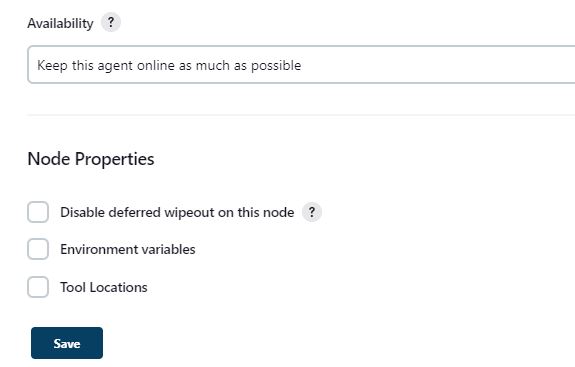 Availability ?
Keep this agent online as much as possible
Node Properties
Disable deferred wipeout on this node ?
Environment variables
Tool Locations
Save